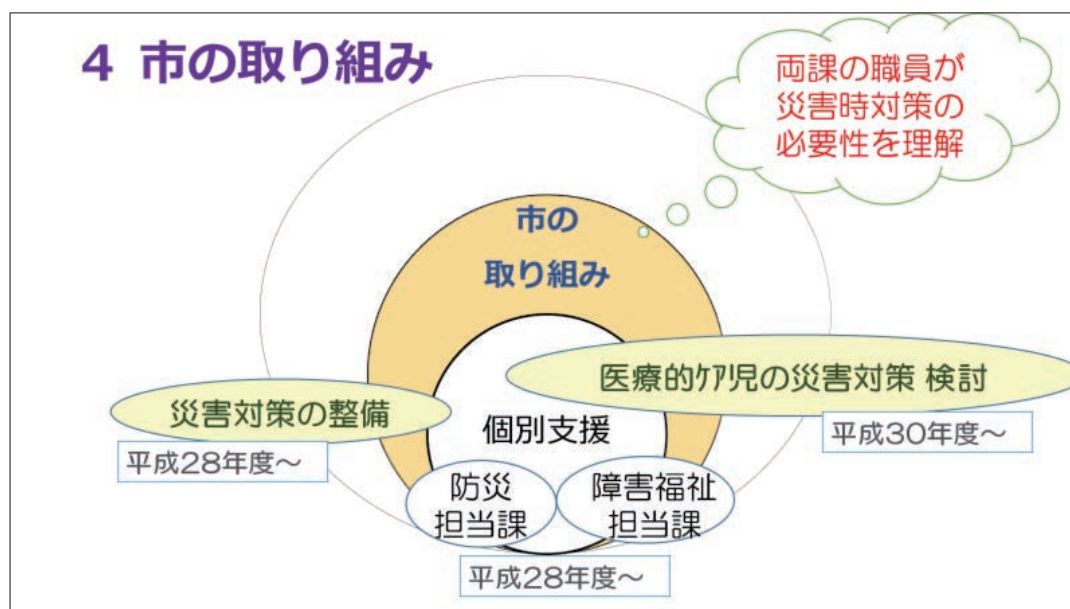 4 市の取り組み
両課の職員が
災害時対策の
必要性を理解
市の
取り組み
医療的ケア児の災害対策 検討
平成30年度～
災害対策の整備
平成28年度～
個別支援
防災
担当課
障害福祉
担当課
平成28年度～